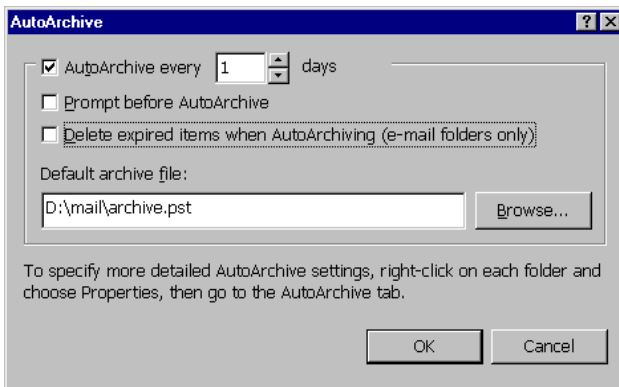 AutoArchive
AutoArchive every 1 days
Prompt before AutoArchive
Delete expired items when AutoArchiving (e-mail folders only)
Default archive file:
D:\mail\archive.pst Browse...
To specify more detailed AutoArchive settings, right-click on each folder and
choose Properties, then go to the AutoArchive tab.
OK Cancel